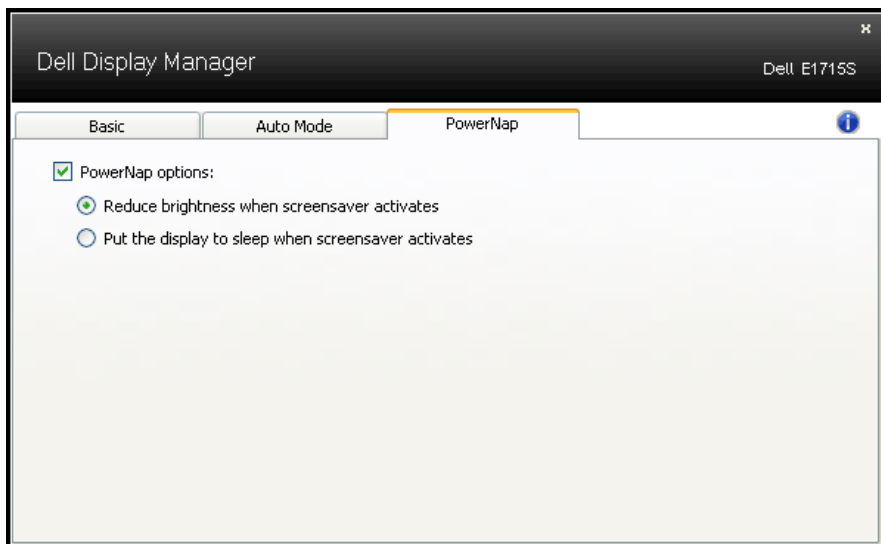 x
Dell Display Manager
Dell E1715S
Basic
Auto Mode
PowerNap
i
PowerNap options:
Reduce brightness when screensaver activates
Put the display to sleep when screensaver activates